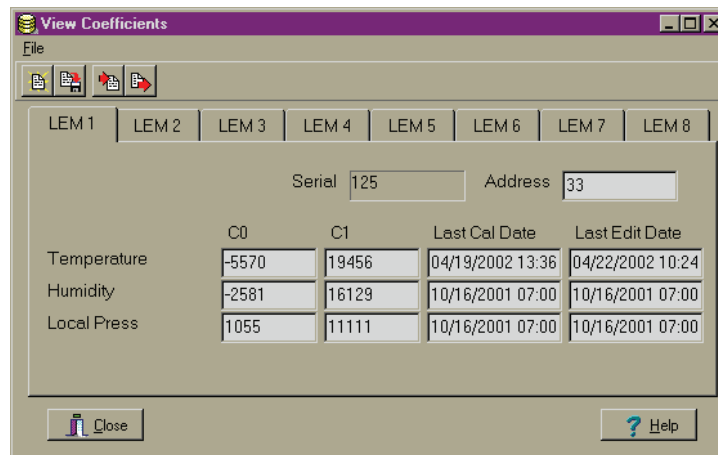 View Coefficients
File
LEM 1 LEM 2 LEM 3 LEM 4 LEM 5 LEM 6 LEM 7 LEM 8
Serial 125 Address 33
C0 C1 Last Cal Date Last Edit Date
Temperature -5570 19456 04/19/2002 13:36 04/22/2002 10:24
Humidity -2581 16129 10/16/2001 07:00 10/16/2001 07:00
Local Press 1055 11111 10/16/2001 07:00 10/16/2001 07:00
Close ? Help